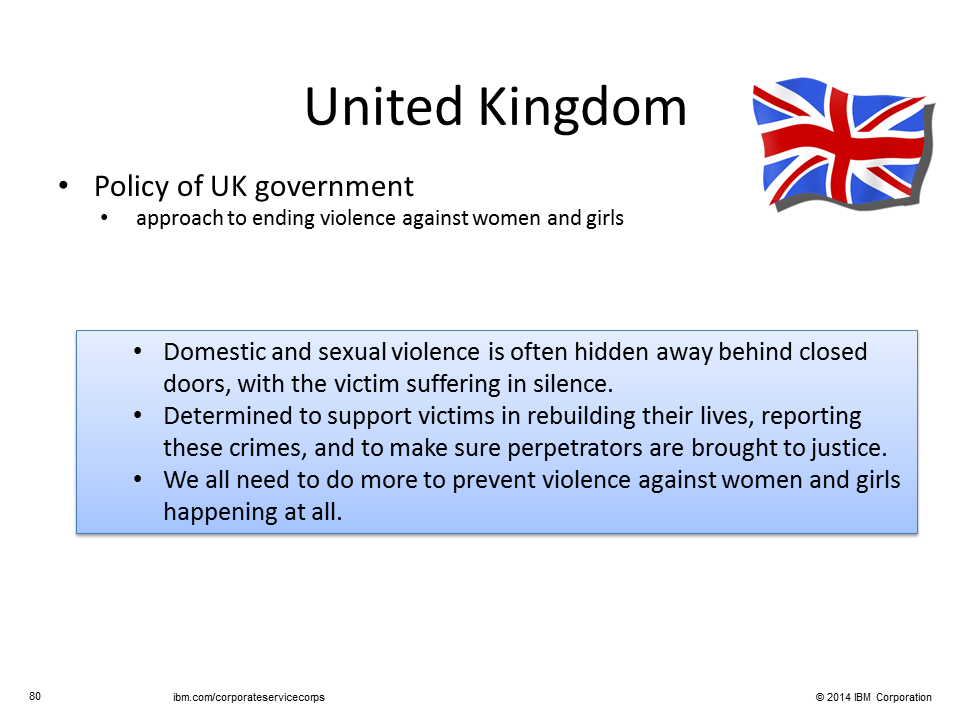 United Kingdom
• Policy of UK government
• approach to ending violence against women and girls
• Domestic and sexual violence is often hidden away behind closed
doors, with the victim suffering in silence.
• Determined to support victims in rebuilding their lives, reporting
these crimes, and to make sure perpetrators are brought to justice.
• We all need to do more to prevent violence against women and girls
happening at all.
80 ibm.com/corporateservicecorps © 2014 IBM Corporation